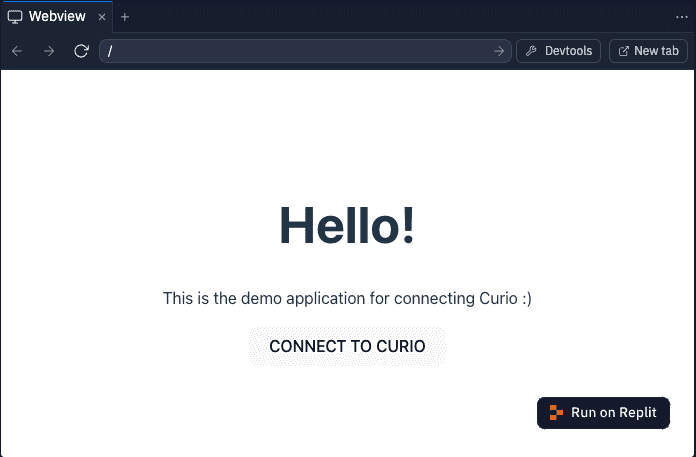 Webview
/
Devtools
New tab
Hello!
This is the demo application for connecting Curio :)
CONNECT TO CURIO
Run on Replit